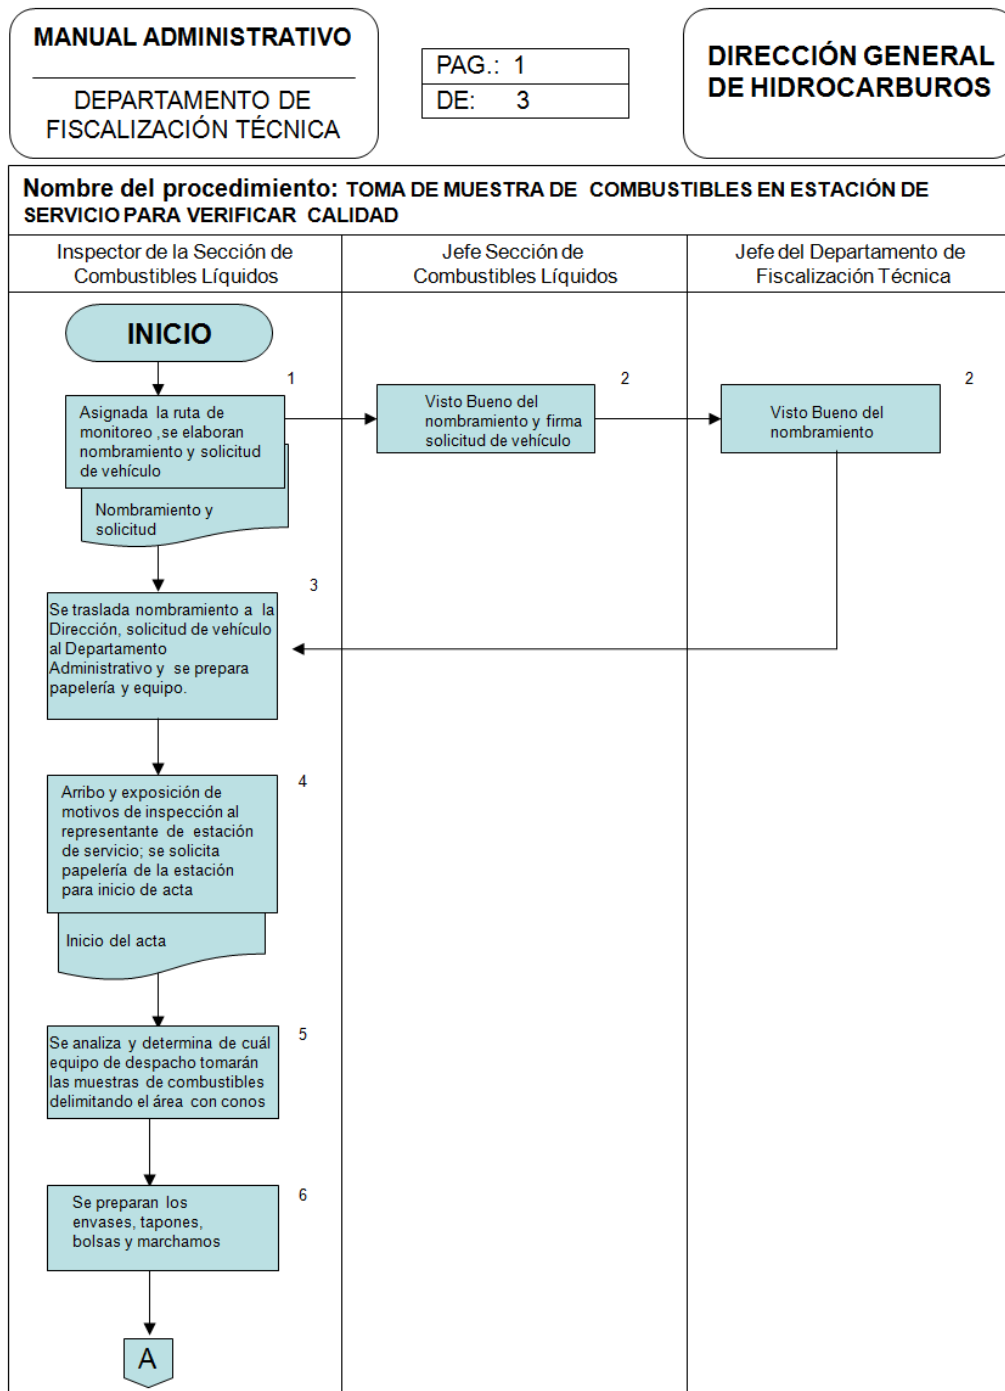 MANUAL ADMINISTRATIVO
DEPARTAMENTO DE
FISCALIZACIÓN TÉCNICA
PAG.: 1
DE: 3
DIRECCIÓN GENERAL
DE HIDROCARBUROS
Nombre del procedimiento: TOMA DE MUESTRA DE COMBUSTIBLES EN ESTACIÓN DE
SERVICIO PARA VERIFICAR CALIDAD
Inspector de la Sección de
Combustibles Líquidos
Jefe Sección de
Combustibles Líquidos
Jefe del Departamento de
Fiscalización Técnica
INICIO
1
Asignada la ruta de
monitoreo ,se elaboran
nombramiento y solicitud
de vehículo
Nombramiento y
solicitud
2
Visto Bueno del
nombramiento y firma
solicitud de vehículo
2
Visto Bueno del
nombramiento
3
Se traslada nombramiento a la
Dirección, solicitud de vehículo
al Departamento
Administrativo y se prepara
papelería y equipo.
4
Arribo y exposición de
motivos de inspección al
representante de estación
de servicio; se solicita
papelería de la estación
para inicio de acta
Inicio del acta
5
Se analiza y determina de cuál
equipo de despacho tomarán
las muestras de combustibles
delimitando el área con conos
6
Se preparan los
envases, tapones,
bolsas y marchamos
A